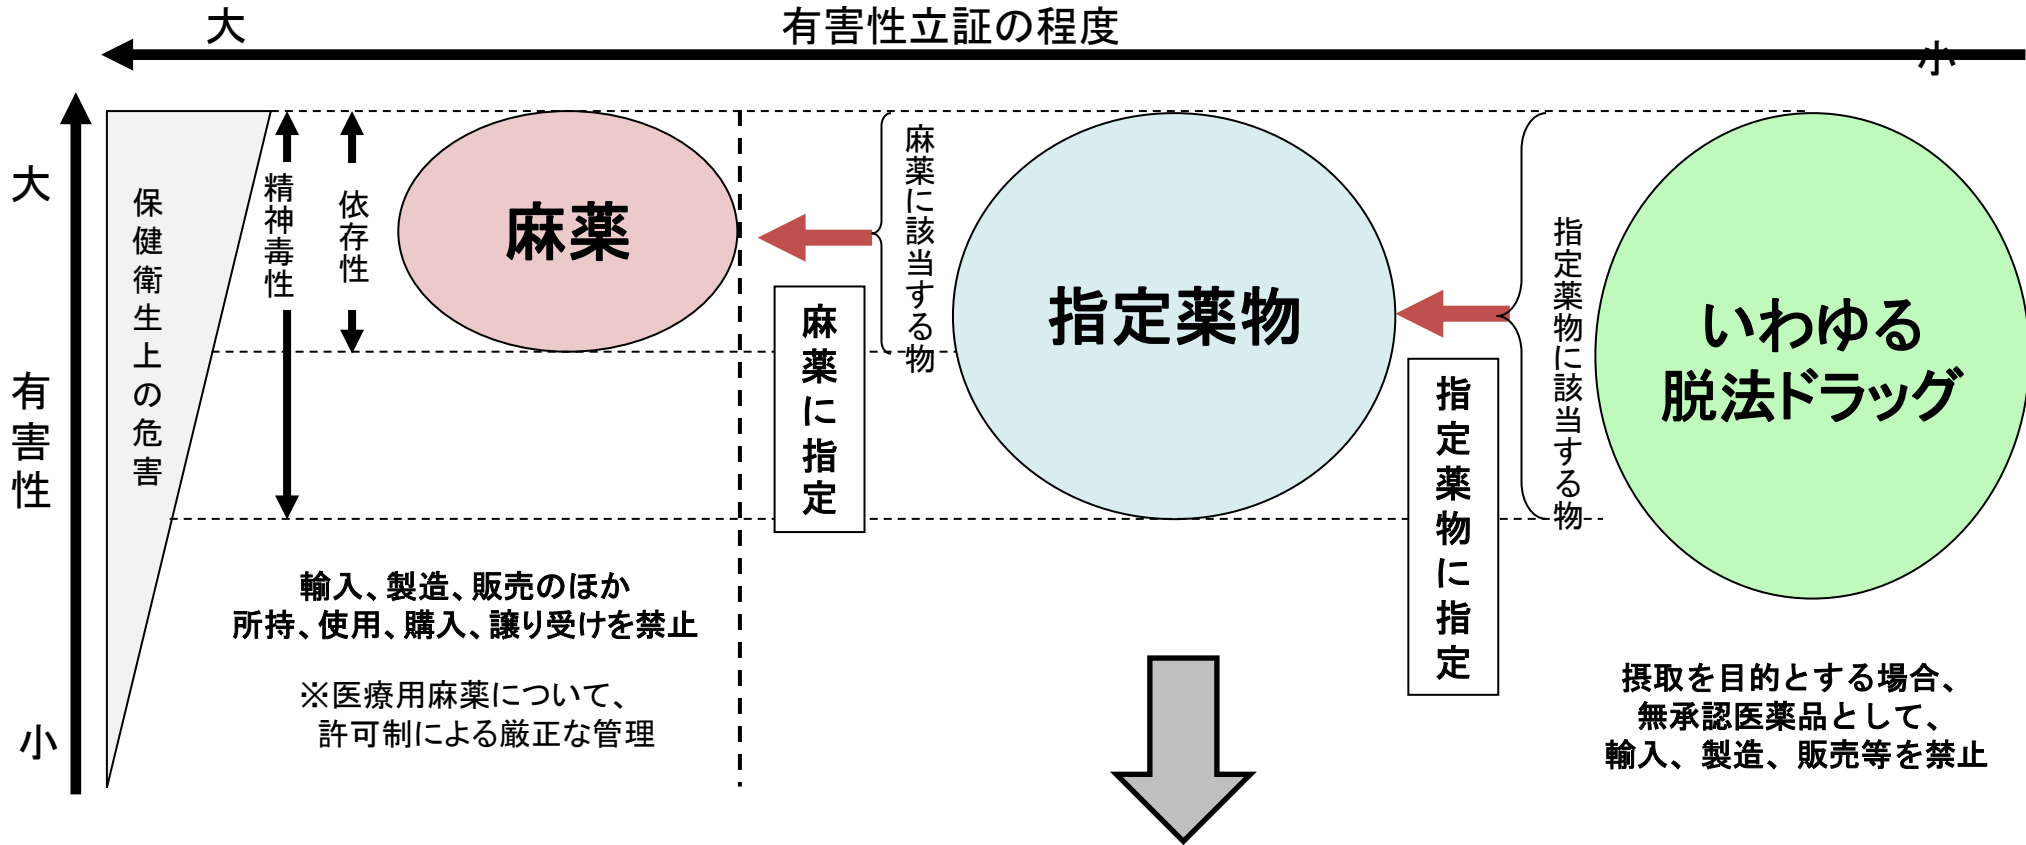 大
有害性立証の程度
小
大
有害性
小
保健衛生上の危害
精神毒性
依存性
麻薬
麻薬に該当する物
麻薬に指定
指定薬物
指定薬物に該当する物
指定薬物に指定
いわゆる
脱法ドラッグ
輸入、製造、販売のほか
所持、使用、購入、譲り受けを禁止
※医療用麻薬について、
許可制による厳正な管理
摂取を目的とする場合、
無承認医薬品として、
輸入、製造、販売等を禁止